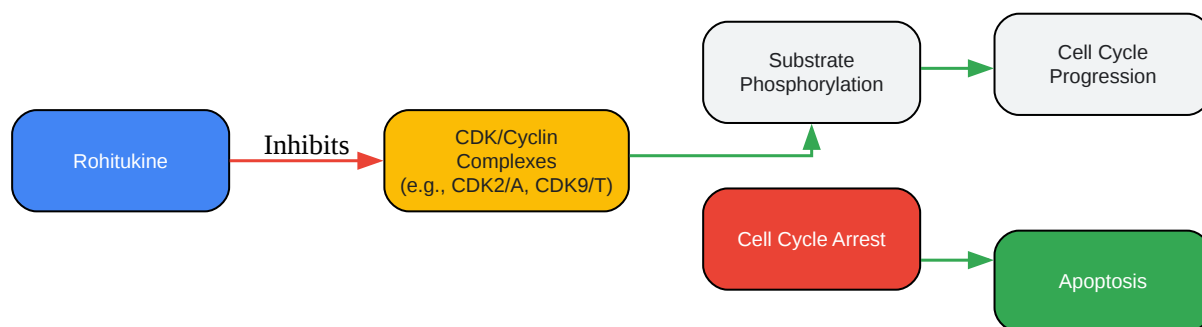 Rohitukine
Inhibits
CDK/Cyclin
Complexes
(e.g., CDK2/A, CDK9/T)
Substrate
Phosphorylation
Cell Cycle
Progression
Cell Cycle Arrest
Apoptosis